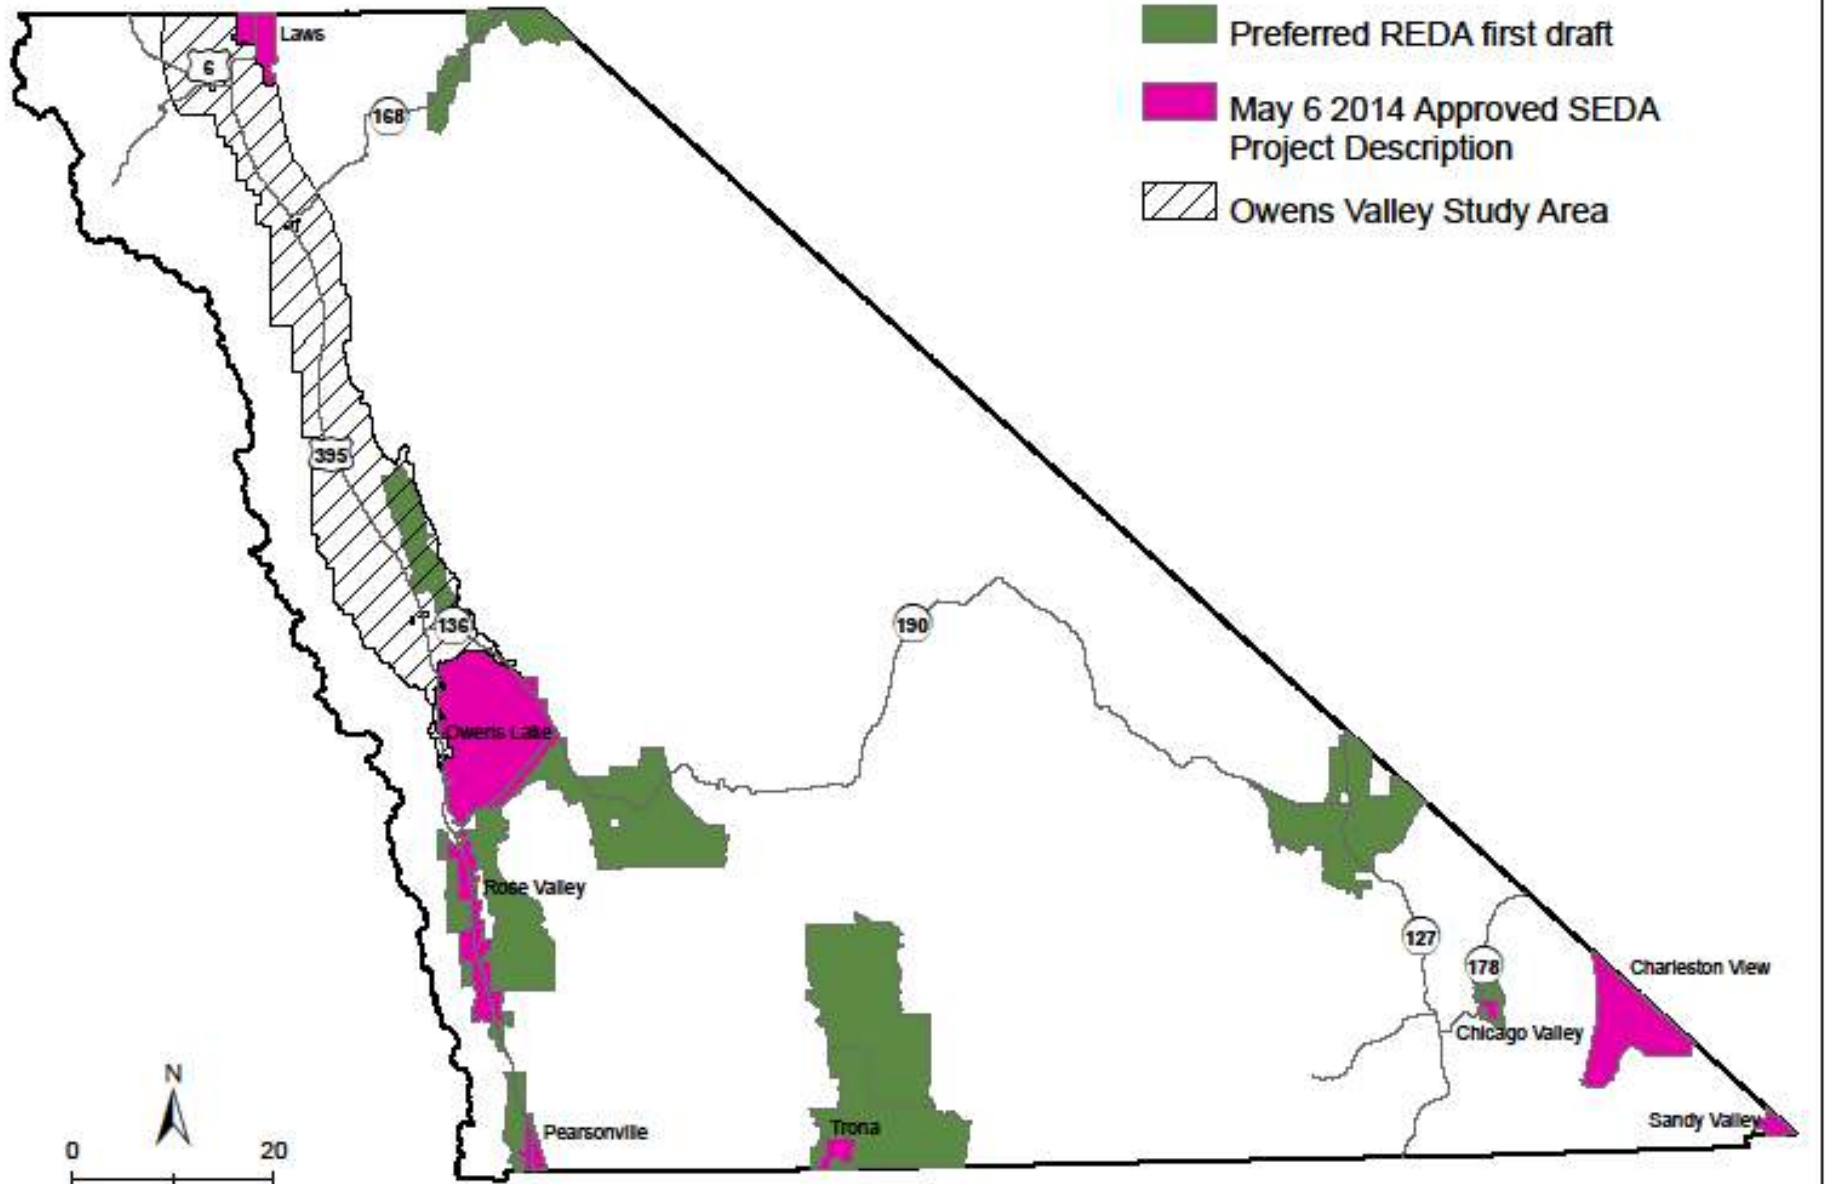 Preferred REDA first draft
May 6 2014 Approved SEDA
Project Description
Owens Valley Study Area
Laws
6
168
395
136
190
Owens Lake
Rose Valley
127
178
Charleston View
Chicago Valley
Pearsonville
Trona
Sandy Valley
N
0 20